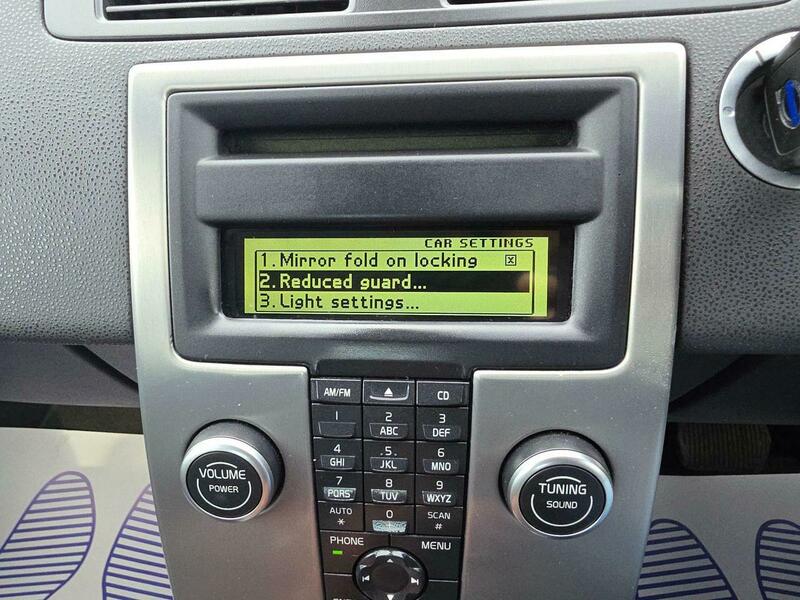 CAR SETTINGS
1. Mirror fold on locking
2. Reduced guard...
3. Light settings...
AM/FM
CD
1
2 ABC
3 DEF
4 GHI
5 JKL
6 MNO
7 PQRS
8 TUV
9 WXYZ
AUTO *
0
SCAN #
PHONE
MENU
VOLUME
POWER
TUNING
SOUND